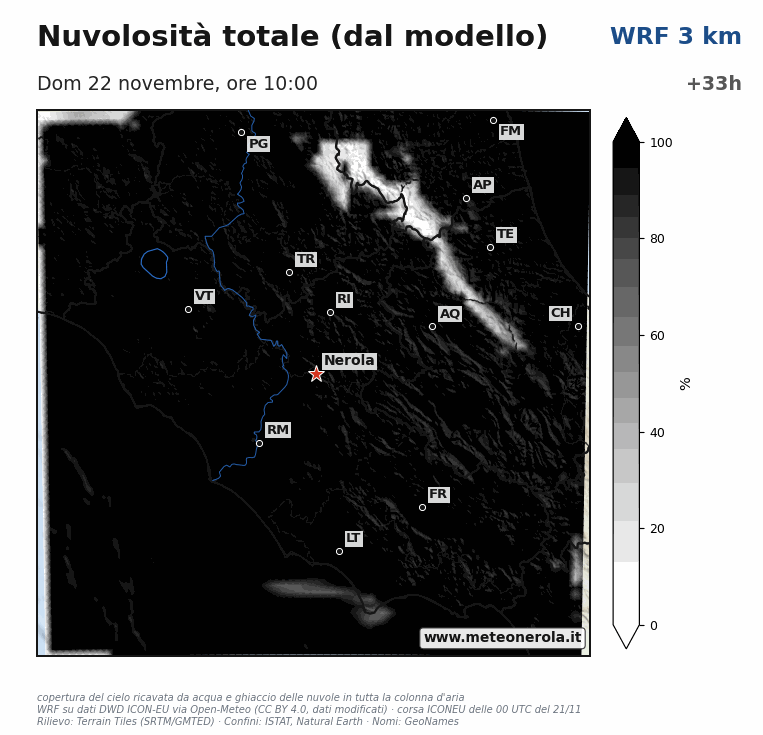 Nuvolosità totale (dal modello)
WRF 3 km
Dom 22 novembre, ore 10:00
+33h
FM
PG
AP
TE
TR
VT
RI
AQ
CH
Nerola
RM
FR
LT
www.meteonerola.it
100
80
60
40
20
0
%
copertura del cielo ricavata da acqua e ghiaccio delle nuvole in tutta la colonna d'aria
WRF su dati DWD ICON-EU via Open-Meteo (CC BY 4.0, dati modificati) · corsa ICONEU delle 00 UTC del 21/11
Rilievo: Terrain Tiles (SRTM/GMTED) · Confini: ISTAT, Natural Earth · Nomi: GeoNames